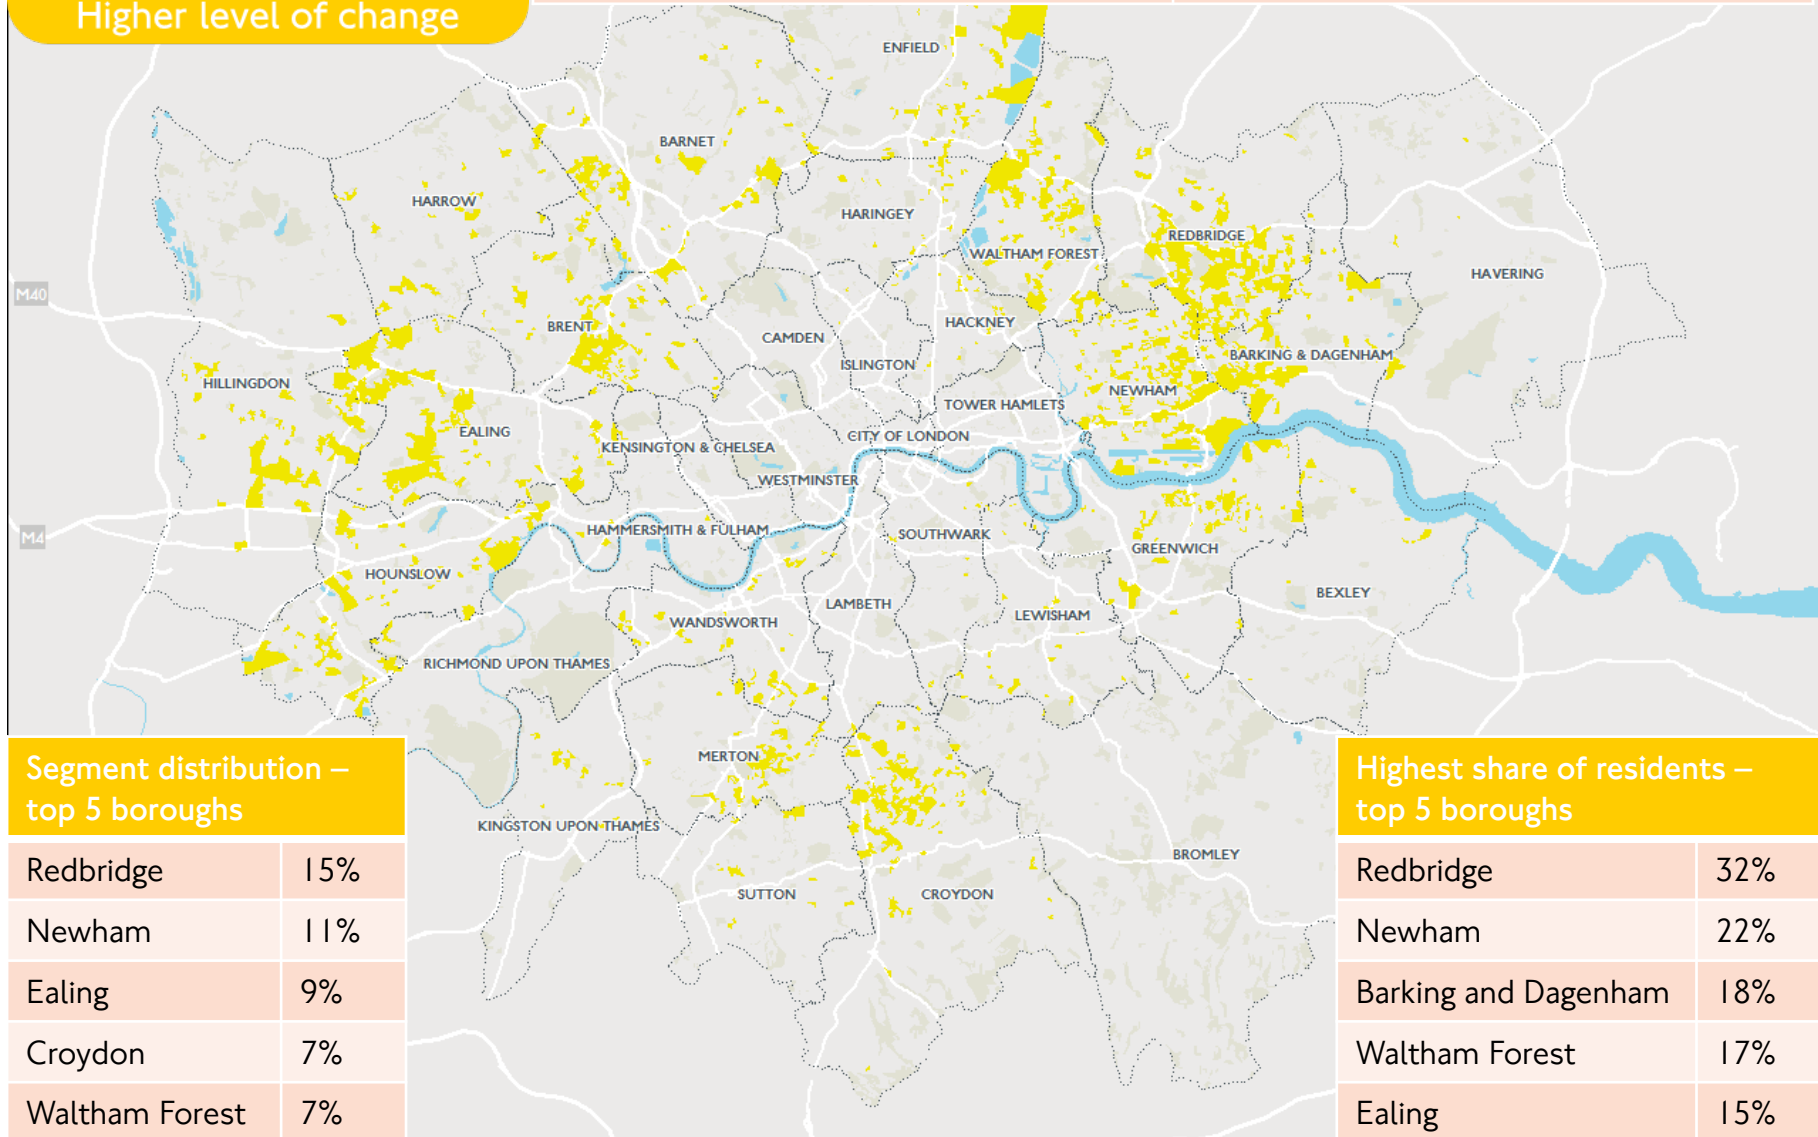 Higher level of change
ENFIELD
BARNET
HARROW
HARINGEY
REDBRIDGE
WALTHAM FOREST
HAVERING
M40
BRENT
HACKNEY
CAMDEN
ISLINGTON
BARKING & DAGENHAM
HILLINGDON
NEWHAM
TOWER HAMLETS
EALING
CITY OF LONDON
KENSINGTON & CHELSEA
WESTMINSTER
M4
HAMMERSMITH & FULHAM
SOUTHWARK
GREENWICH
HOUNSLOW
BEXLEY
LAMBETH
LEWISHAM
WANDSWORTH
RICHMOND UPON THAMES
MERTON
KINGSTON UPON THAMES
BROMLEY
SUTTON
CROYDON
Segment distribution –
top 5 boroughs
Redbridge 15%
Newham 11%
Ealing 9%
Croydon 7%
Waltham Forest 7%
Highest share of residents –
top 5 boroughs
Redbridge 32%
Newham 22%
Barking and Dagenham 18%
Waltham Forest 17%
Ealing 15%